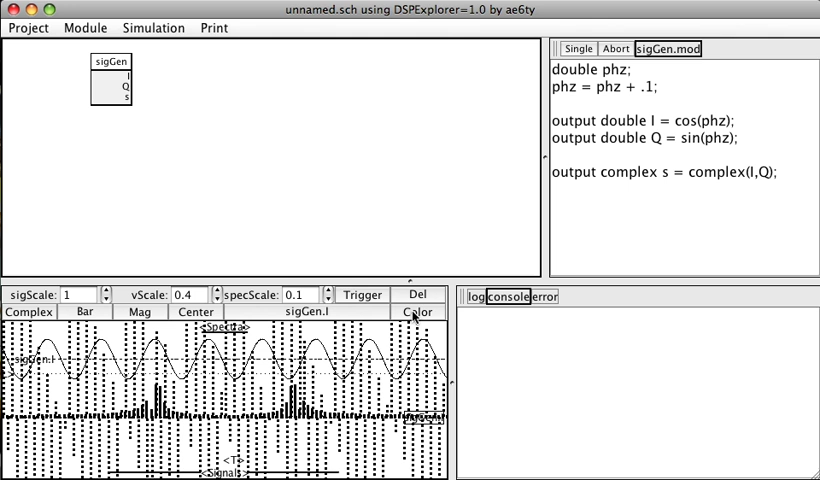 unnamed.sch using DSPExplorer=1.0 by ae6ty
Project Module Simulation Print
sigGen
I
Q
s
Single Abort sigGen.mod
double phz;
phz = phz + .1;
output double I = cos(phz);
output double Q = sin(phz);
output complex s = complex(I,Q);
sigScale: 1 vScale: 0.4 specScale: 0.1 Trigger Del
Complex Bar Mag Center sigGen.I Color
<Spectra>
sigGen.I
<T>
<Signals>
log console error